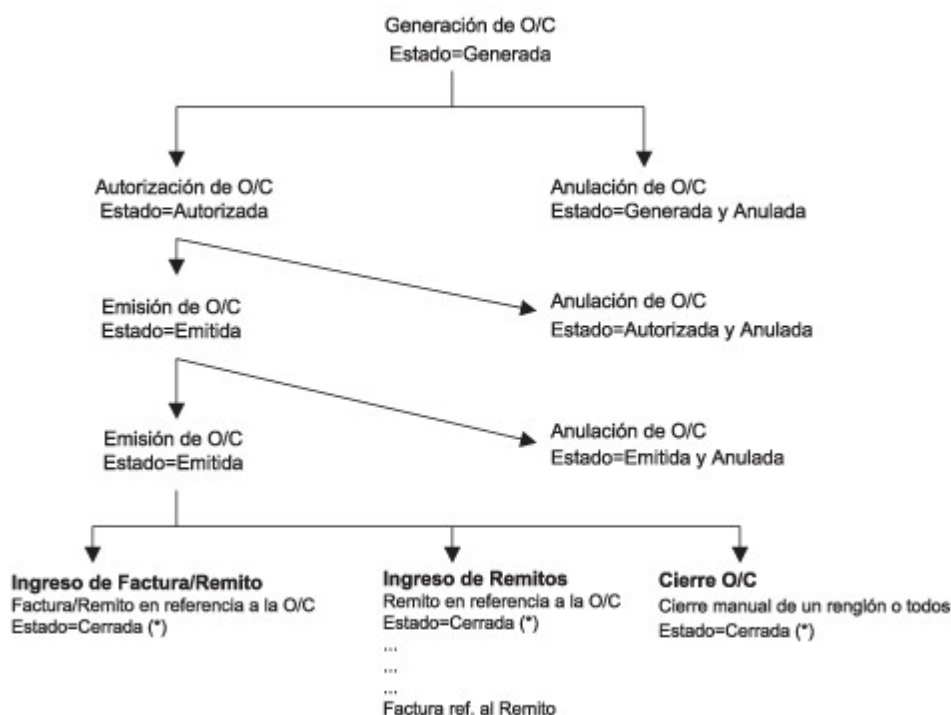 Generación de O/C
Estado=Generada
Autorización de O/C
Estado=Autorizada
Anulación de O/C
Estado=Generada y Anulada
Emisión de O/C
Estado=Emitida
Anulación de O/C
Estado=Autorizada y Anulada
Emisión de O/C
Estado=Emitida
Anulación de O/C
Estado=Emitida y Anulada
Ingreso de Factura/Remito
Factura/Remito en referencia a la O/C
Estado=Cerrada (*)
Ingreso de Remitos
Remito en referencia a la O/C
Estado=Cerrada (*)
...
...
...
Factura ref. al Remito
Cierre O/C
Cierre manual de un renglón o todos
Estado=Cerrada (*)